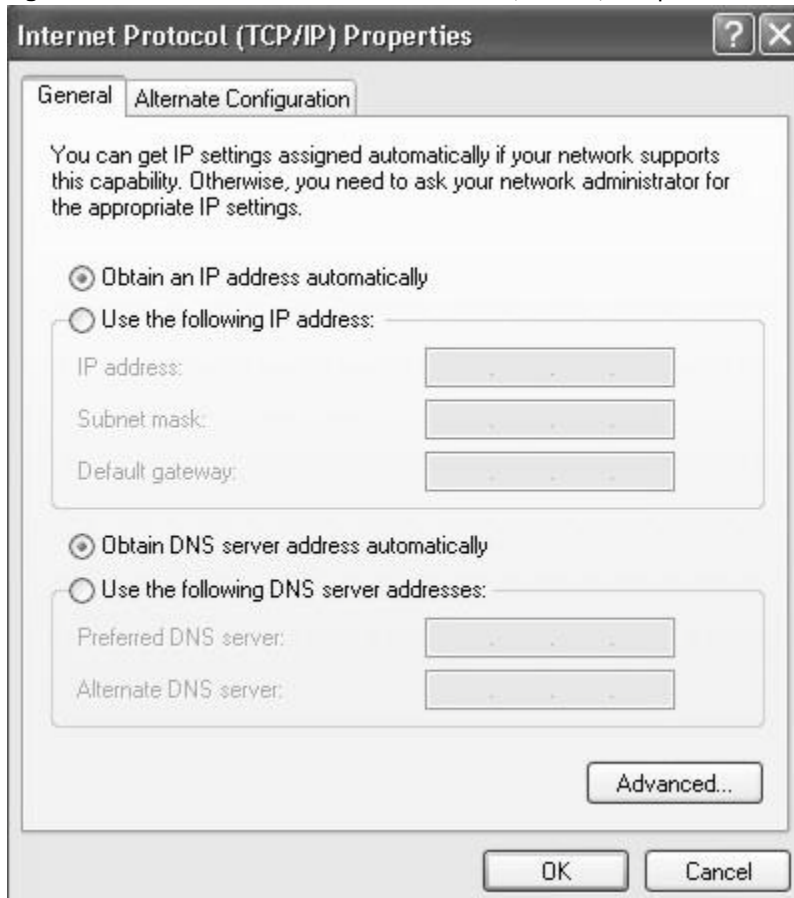 Internet Protocol (TCP/IP) Properties
General
Alternate Configuration
You can get IP settings assigned automatically if your network supports
this capability. Otherwise, you need to ask your network administrator for
the appropriate IP settings.
Obtain an IP address automatically
Use the following IP address:
IP address:
Subnet mask:
Default gateway:
Obtain DNS server address automatically
Use the following DNS server addresses:
Preferred DNS server:
Alternate DNS server:
Advanced...
OK
Cancel